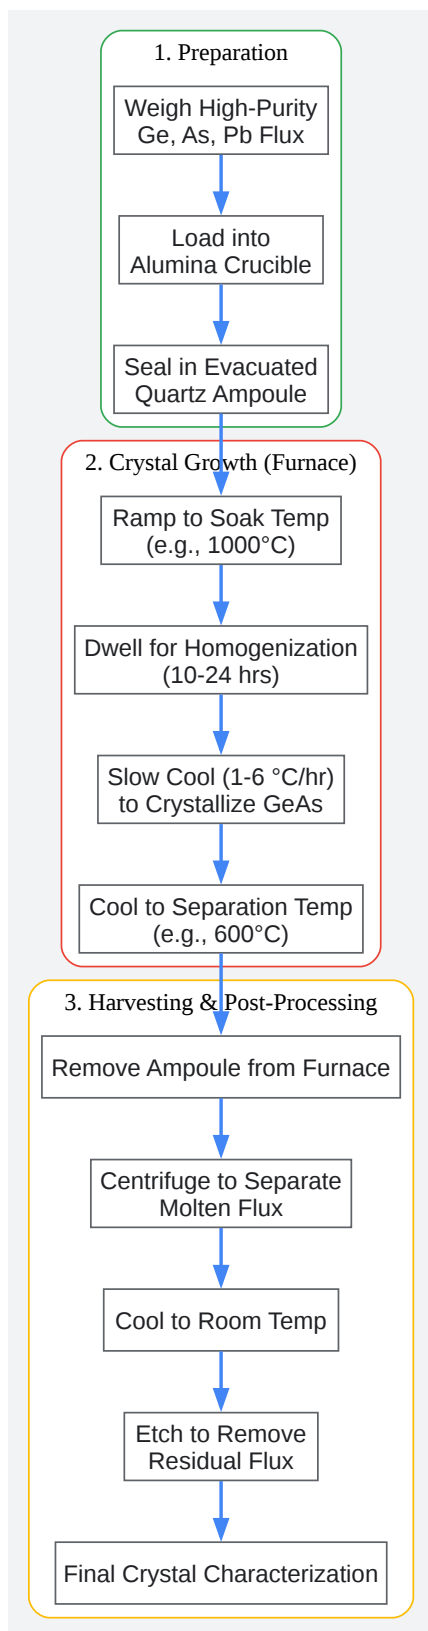 1. Preparation
Weigh High-Purity
Ge, As, Pb Flux
Load into
Alumina Crucible
Seal in Evacuated
Quartz Ampoule
2. Crystal Growth (Furnace)
Ramp to Soak Temp
(e.g., 1000°C)
Dwell for Homogenization
(10-24 hrs)
Slow Cool (1-6 °C/hr)
to Crystallize GeAs
Cool to Separation Temp
(e.g., 600°C)
3. Harvesting & Post-Processing
Remove Ampoule from Furnace
Centrifuge to Separate
Molten Flux
Cool to Room Temp
Etch to Remove
Residual Flux
Final Crystal Characterization